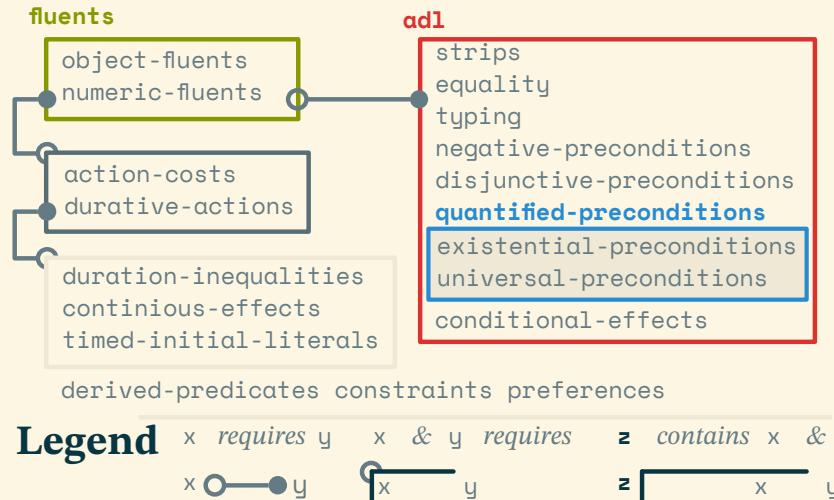 fluents
object-fluents
numeric-fluents
action-costs
durative-actions
duration-inequalities
continious-effects
timed-initial-literals
adl
strips
equality
typing
negative-preconditions
disjunctive-preconditions
quantified-preconditions
existential-preconditions
universal-preconditions
conditional-effects
derived-predicates constraints preferences
Legend x requires y x & y requires z contains x &
x y x y z x y